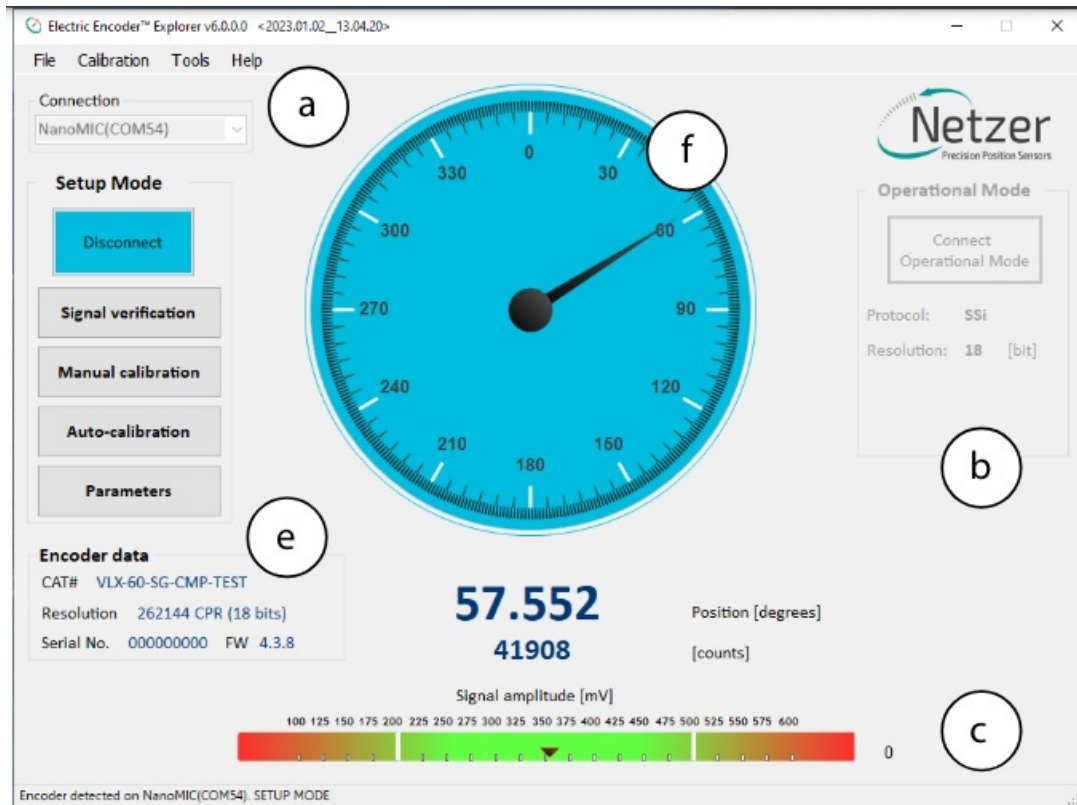 Electric Encoder™ Explorer v6.0.0.0 <2023.01.02__13.04.20>
File Calibration Tools Help
a
Connection
NanoMIC(COM54)
Setup Mode
Disconnect
Signal verification
Manual calibration
Auto-calibration
Parameters
e
Encoder data
CAT# VLX-60-SG-CMP-TEST
Resolution 262144 CPR (18 bits)
Serial No. 000000000 FW 4.3.8
0
30
60
90
120
150
180
210
240
270
300
330
f
57.552 Position [degrees]
41908 [counts]
Netzer
Precision Position Sensors
Operational Mode
Connect
Operational Mode
Protocol: SSi
Resolution: 18 [bit]
b
Signal amplitude [mV]
100 125 150 175 200 225 250 275 300 325 350 375 400 425 450 475 500 525 550 575 600
0
c
Encoder detected on NanoMIC(COM54). SETUP MODE